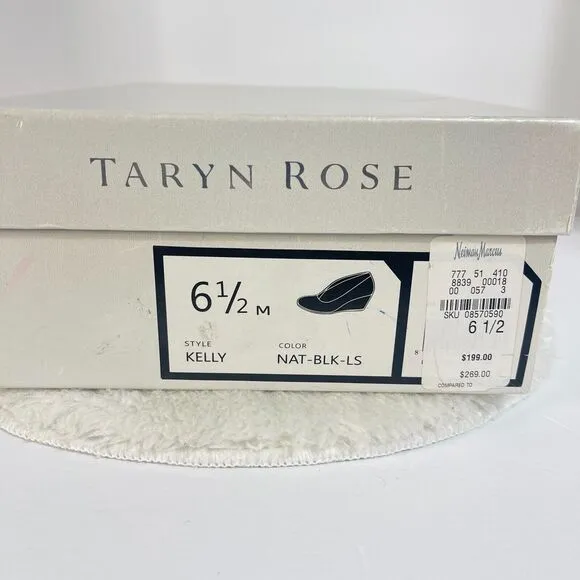 TARYN ROSE
6½ M
STYLE
KELLY
COLOR
NAT-BLK-LS
8
Neiman Marcus
777 51 410
8839 00018
00 057 3
SKU 08570590
6 1/2
$199.00
$269.00
COMPARED TO